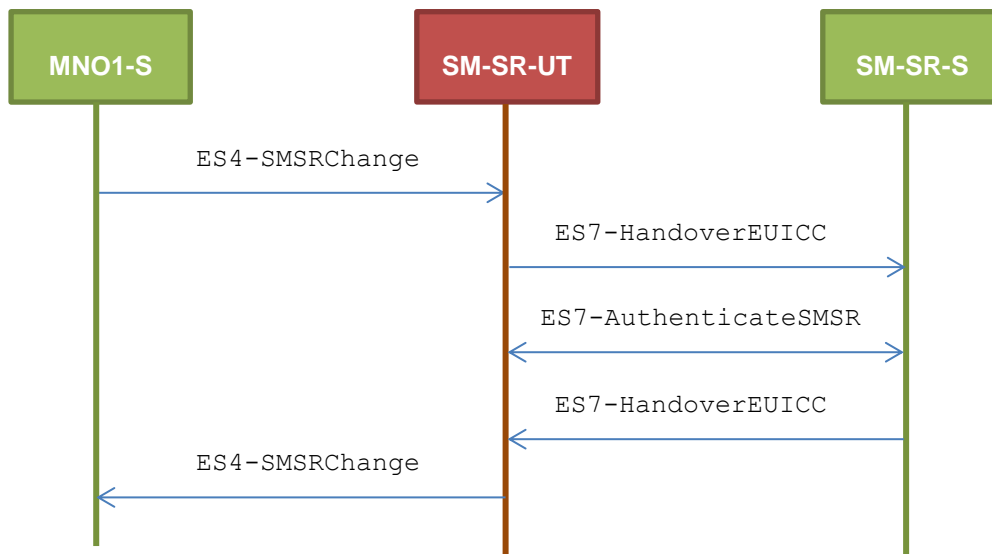 MNO1-S
SM-SR-UT
SM-SR-S
ES4-SMSRChange
ES7-HandoverEUICC
ES7-AuthenticateSMSR
ES7-HandoverEUICC
ES4-SMSRChange